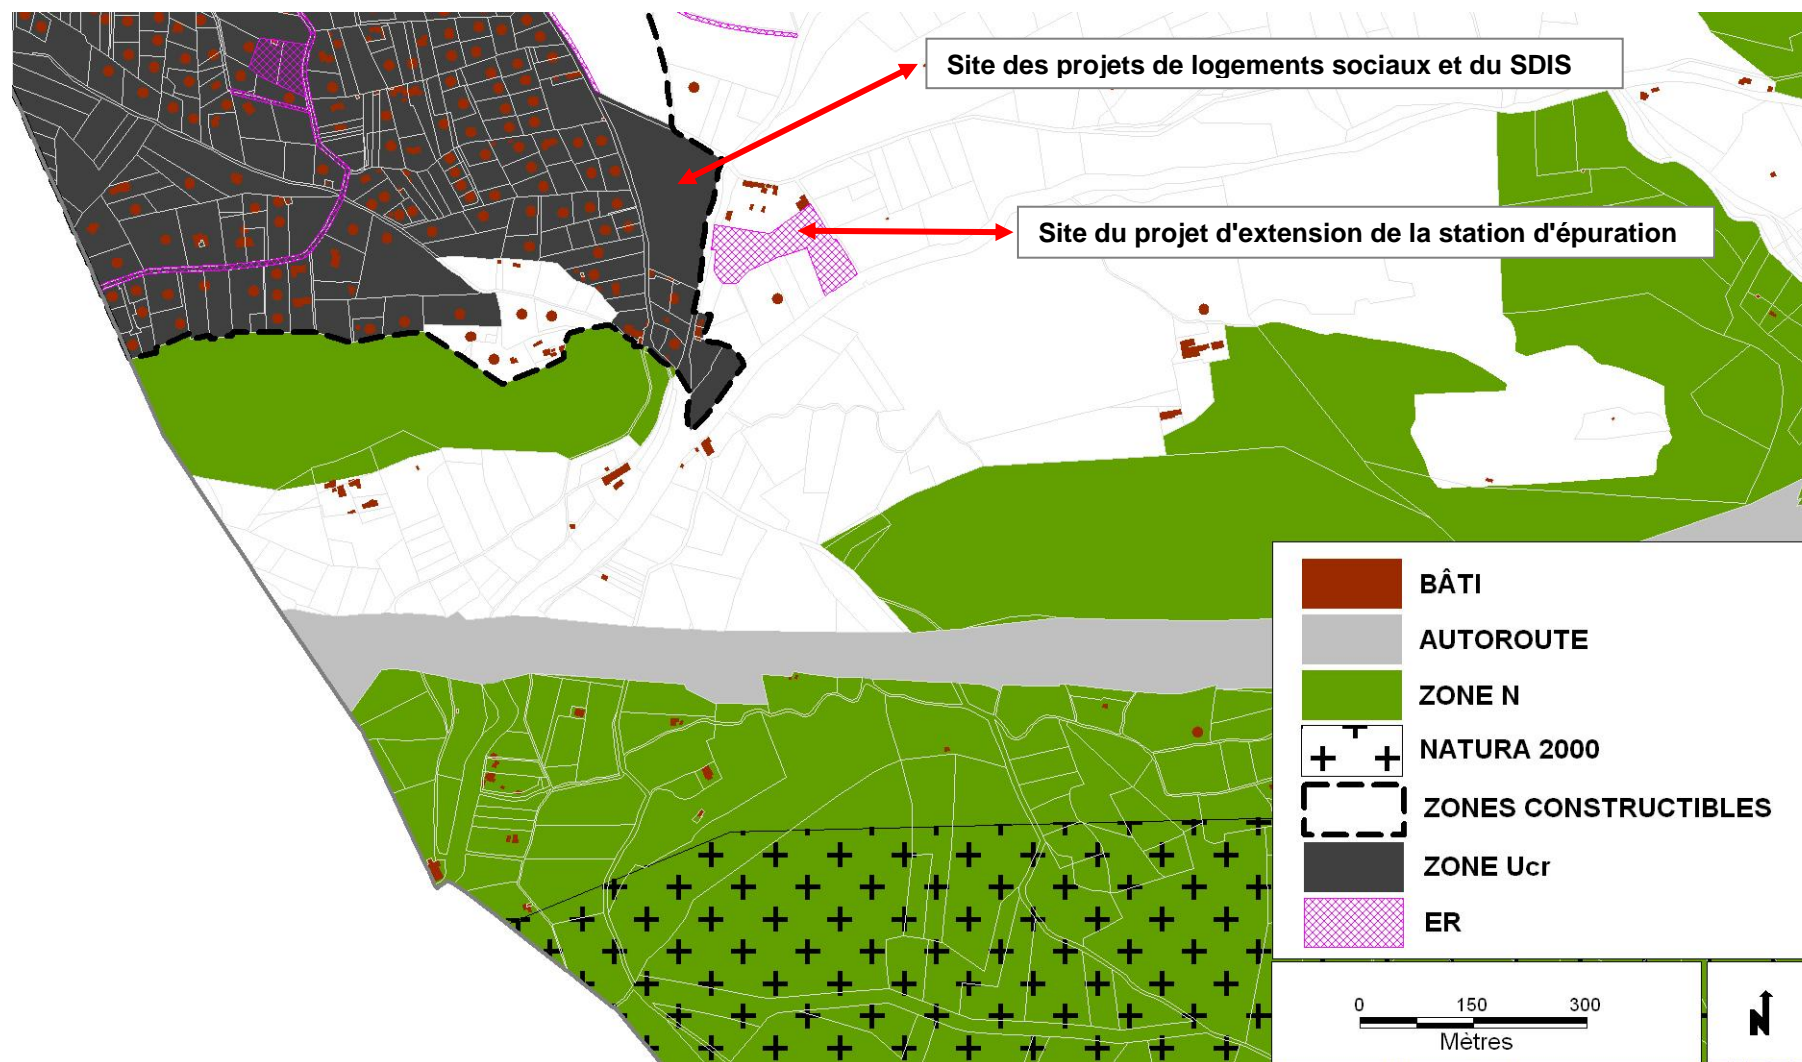 Site des projets de logements sociaux et du SDIS
Site du projet d'extension de la station d'épuration
BÂTI
AUTOROUTE
ZONE N
NATURA 2000
ZONES CONSTRUCTIBLES
ZONE Ucr
ER
0 150 300
Mètres
N